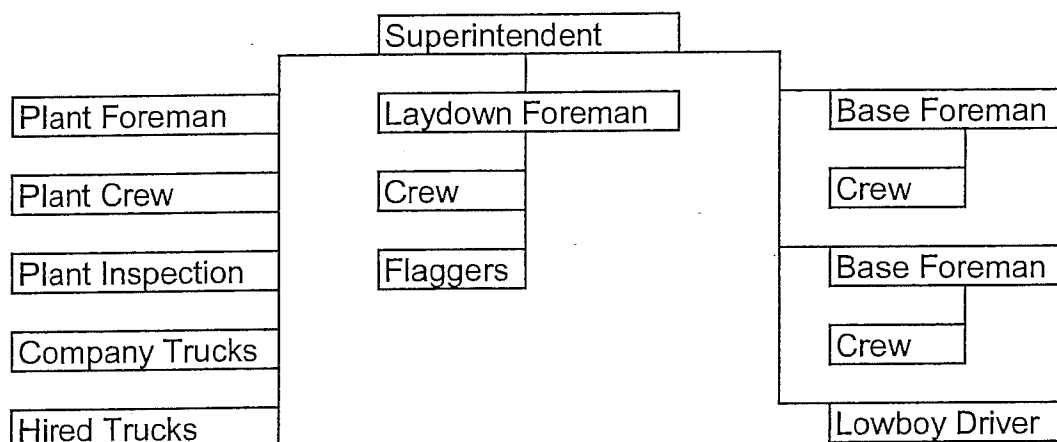 Superintendent
Plant Foreman
Laydown Foreman
Base Foreman
Plant Crew
Crew
Crew
Plant Inspection
Flaggers
Base Foreman
Company Trucks
Crew
Hired Trucks
Lowboy Driver